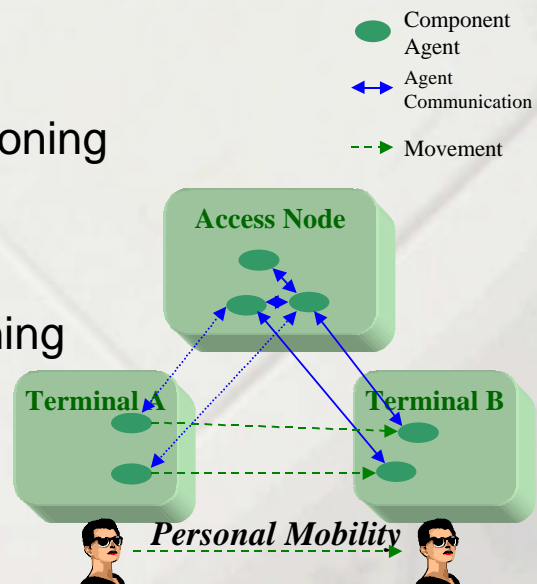 Component
Agent
Agent
Communication
Movement
oning
Access Node
ning
Terminal A
Terminal B
Personal Mobility